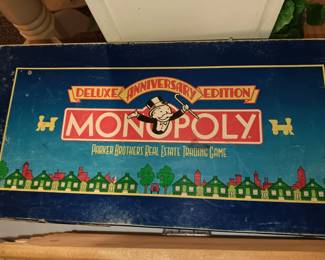 DELUXE ANNIVERSARY EDITION
MONOPOLY
PARKER BROTHERS REAL ESTATE TRADING GAME